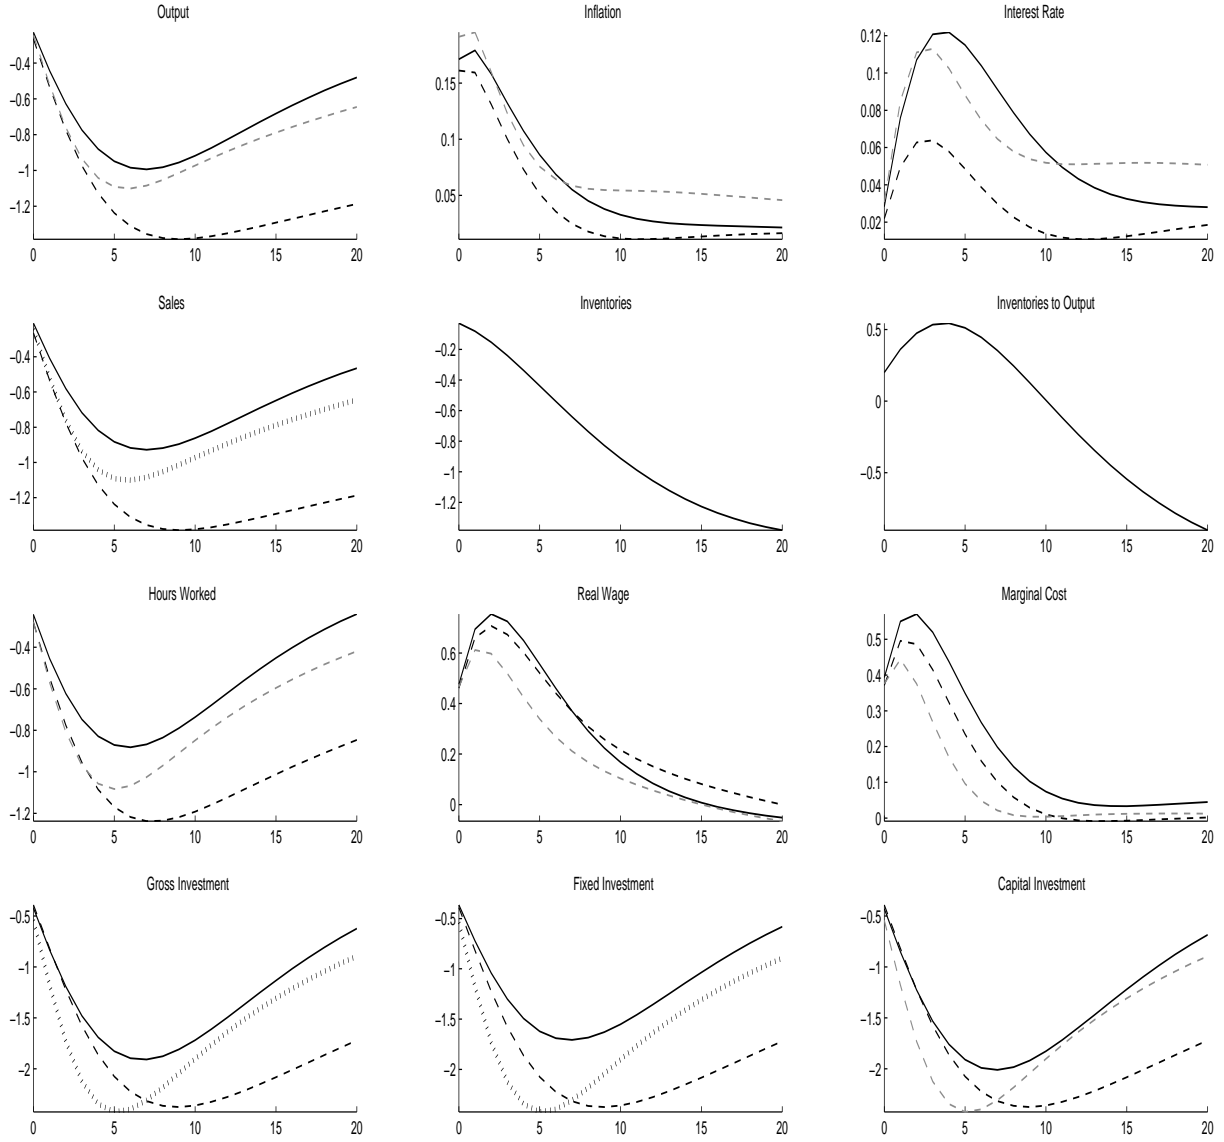 Output
Inflation
Interest Rate
−0.4
−0.6
−0.8
−1
−1.2
0 5 10 15 20
0.15
0.1
0.05
0 5 10 15 20
0.12
0.1
0.08
0.06
0.04
0.02
0 5 10 15 20
Sales
Inventories
Inventories to Output
−0.4
−0.6
−0.8
−1
−1.2
0 5 10 15 20
−0.2
−0.4
−0.6
−0.8
−1
−1.2
0 5 10 15 20
0.5
0
−0.5
0 5 10 15 20
Hours Worked
Real Wage
Marginal Cost
−0.4
−0.6
−0.8
−1
−1.2
0 5 10 15 20
0.6
0.4
0.2
0
0 5 10 15 20
0.5
0.4
0.3
0.2
0.1
0
0 5 10 15 20
Gross Investment
Fixed Investment
Capital Investment
−0.5
−1
−1.5
−2
0 5 10 15 20
−0.5
−1
−1.5
−2
0 5 10 15 20
−0.5
−1
−1.5
−2
0 5 10 15 20